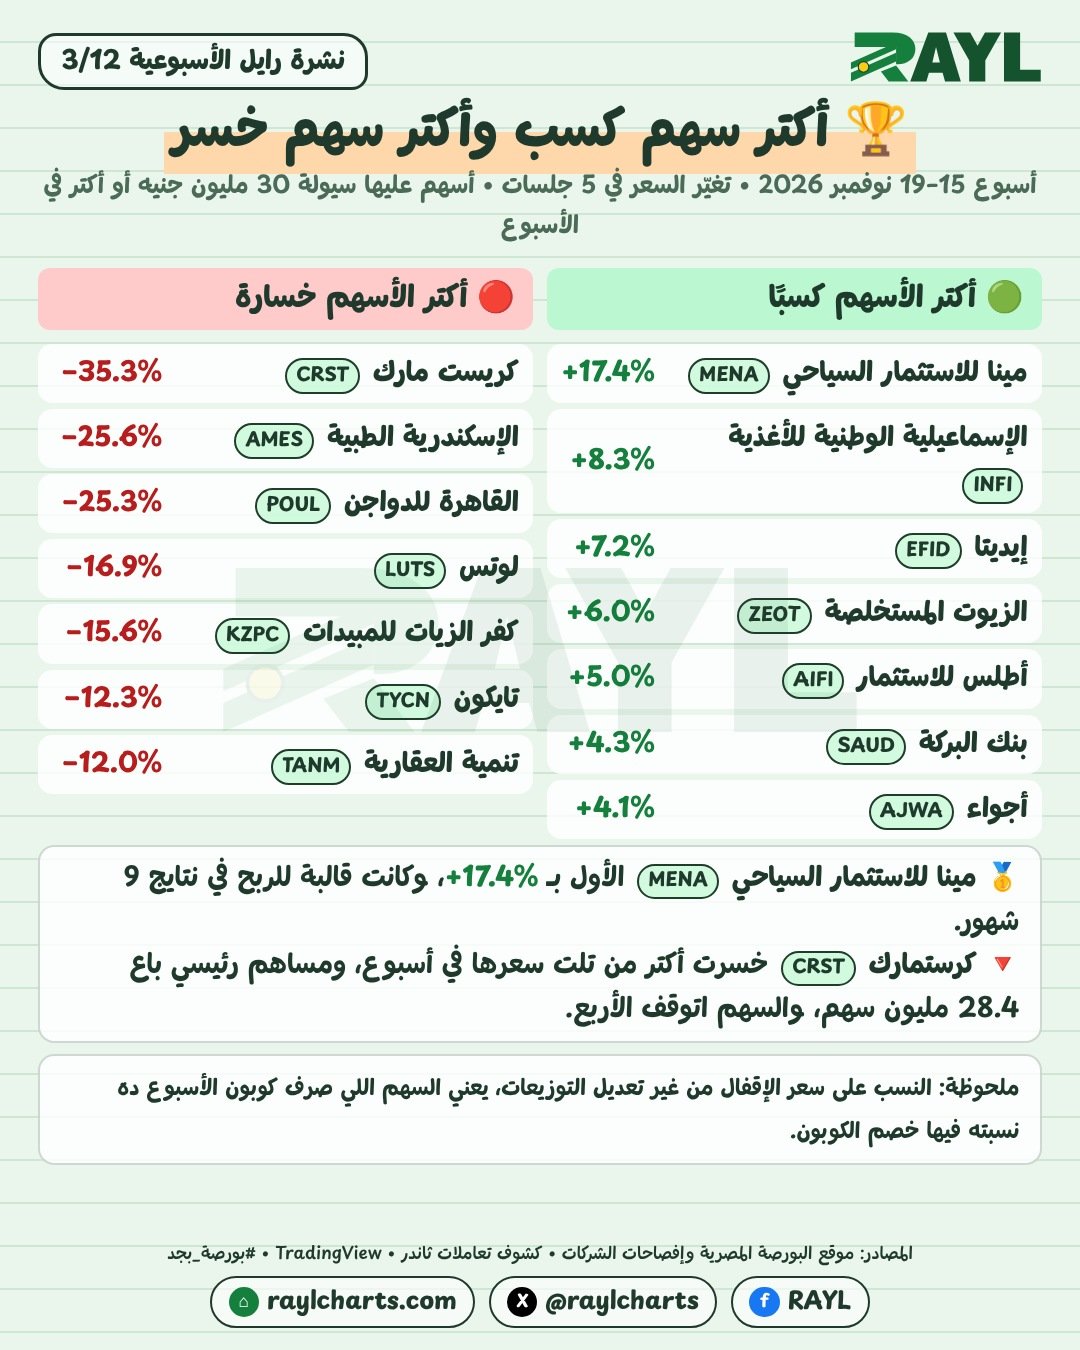 RAYL
نشرة رايل الأسبوعية 3/12
🏆 أكتر سهم كسب وأكتر سهم خسر
أسبوع 15–19 نوفمبر 2026 • تغيّر السعر في 5 جلسات • أسهم عليها سيولة 30 مليون جنيه أو أكتر في
الأسبوع
🟢 أكتر الأسهم كسبًا
مينا للاستثمار السياحي MENA +17.4%
الإسماعيلية الوطنية للأغذية
INFI +8.3%
إيديتا EFID +7.2%
الزيوت المستخلصة ZEOT +6.0%
أطلس للاستثمار AIFI +5.0%
بنك البركة SAUD +4.3%
أجواء AJWA +4.1%
🔴 أكتر الأسهم خسارة
كريست مارك CRST −35.3%
الإسكندرية الطبية AMES −25.6%
القاهرة للدواجن POUL −25.3%
لوتس LUTS −16.9%
كفر الزيات للمبيدات KZPC −15.6%
تايكون TYCN −12.3%
تنمية العقارية TANM −12.0%
🥇 مينا للاستثمار السياحي MENA الأول بـ +17.4%، وكانت قالبة للربح في نتايج 9
شهور.
🔻 كرستمارك CRST خسرت أكتر من تلت سعرها في أسبوع، ومساهم رئيسي باع
28.4 مليون سهم، والسهم اتوقف الأربع.
ملحوظة: النسب على سعر الإقفال من غير تعديل التوزيعات، يعني السهم اللي صرف كوبون الأسبوع ده
نسبته فيها خصم الكوبون.
المصادر: موقع البورصة المصرية وإفصاحات الشركات • كشوف تعاملات ثاندر • TradingView • #بورصة_بجد
raylcharts.com
@raylcharts
RAYL